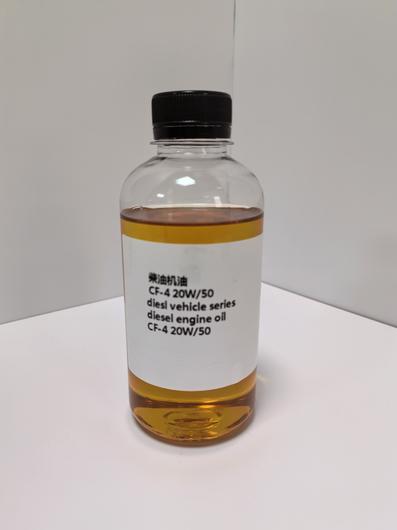 柴油机油
CF-4 20W/50
diesl vehicle series
diesel engine oil
CF-4 20W/50